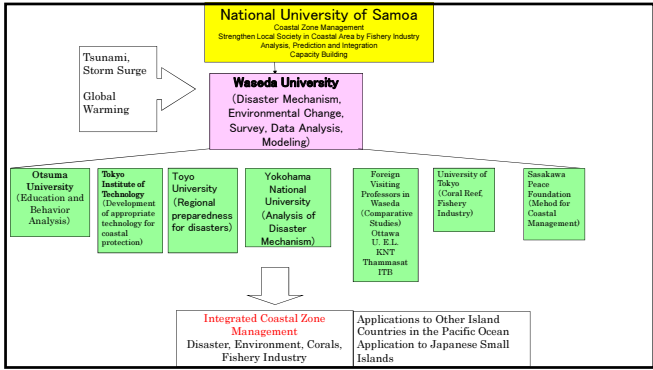 National University of Samoa
Coastal Zone Management
Strengthen Local Society in Coastal Area by Fishery Industry
Analysis, Prediction and Integration
Capacity Building
Tsunami,
Storm Surge
Global
Warming
Waseda University
(Disaster Mechanism,
Environmental Change,
Survey, Data Analysis,
Modeling)
Otsuma
University
(Education and
Behavior
Analysis)
Tokyo
Institute of
Technology
(Development
of appropriate
technology for
coastal
protection)
Toyo
University
(Regional
preparedness
for disasters)
Yokohama
National
University
(Analysis of
Disaster
Mechanism)
Foreign
Visiting
Professors in
Waseda
(Comparative
Studies)
Ottawa
U. E.L.
KNT
Thammasat
ITB
University of
Tokyo
(Coral Reef,
Fishery
Industry)
Sasakawa
Peace
Foundation
(Mehod for
Coastal
Management)
Integrated Coastal Zone
Management
Disaster, Environment, Corals,
Fishery Industry
Applications to Other Island
Countries in the Pacific Ocean
Application to Japanese Small
Islands